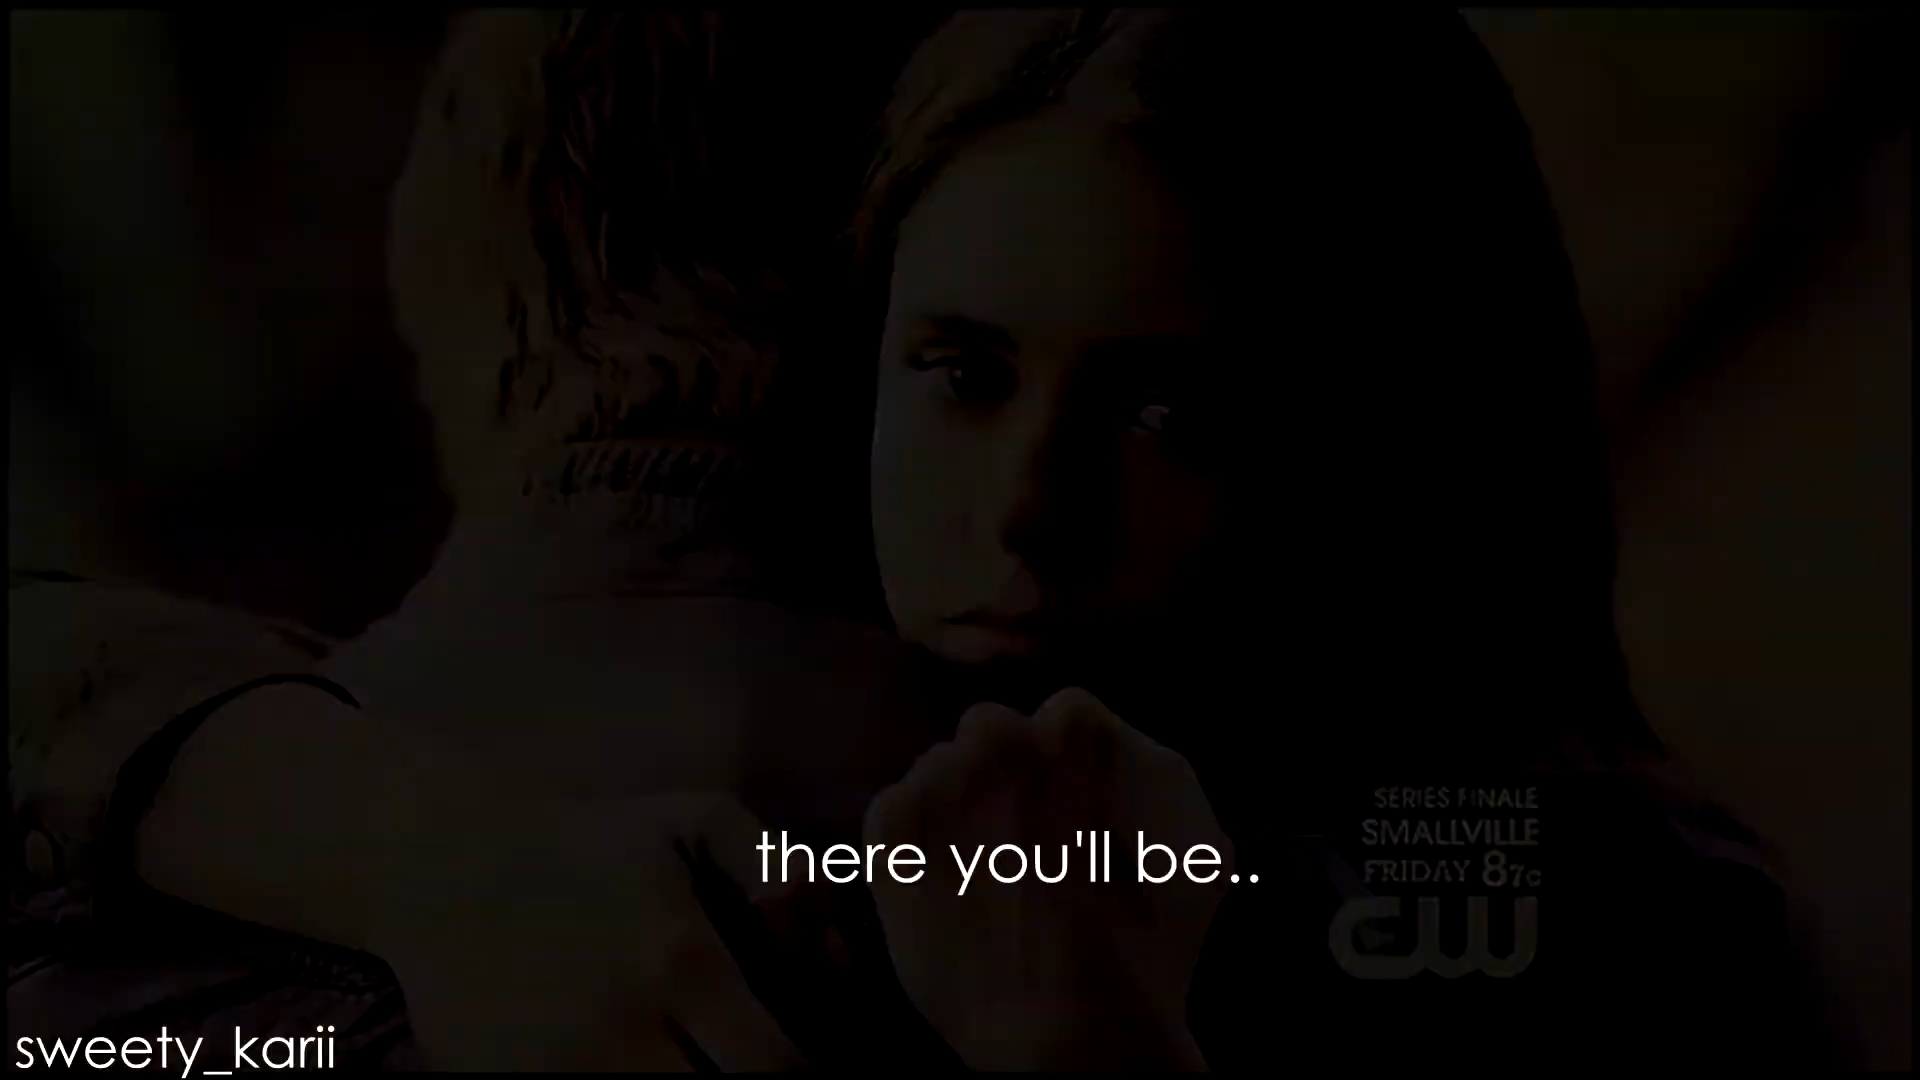 there you'll be..
SERIES FINALE
SMALLVILLE
FRIDAY 87c
CW
sweety_karii